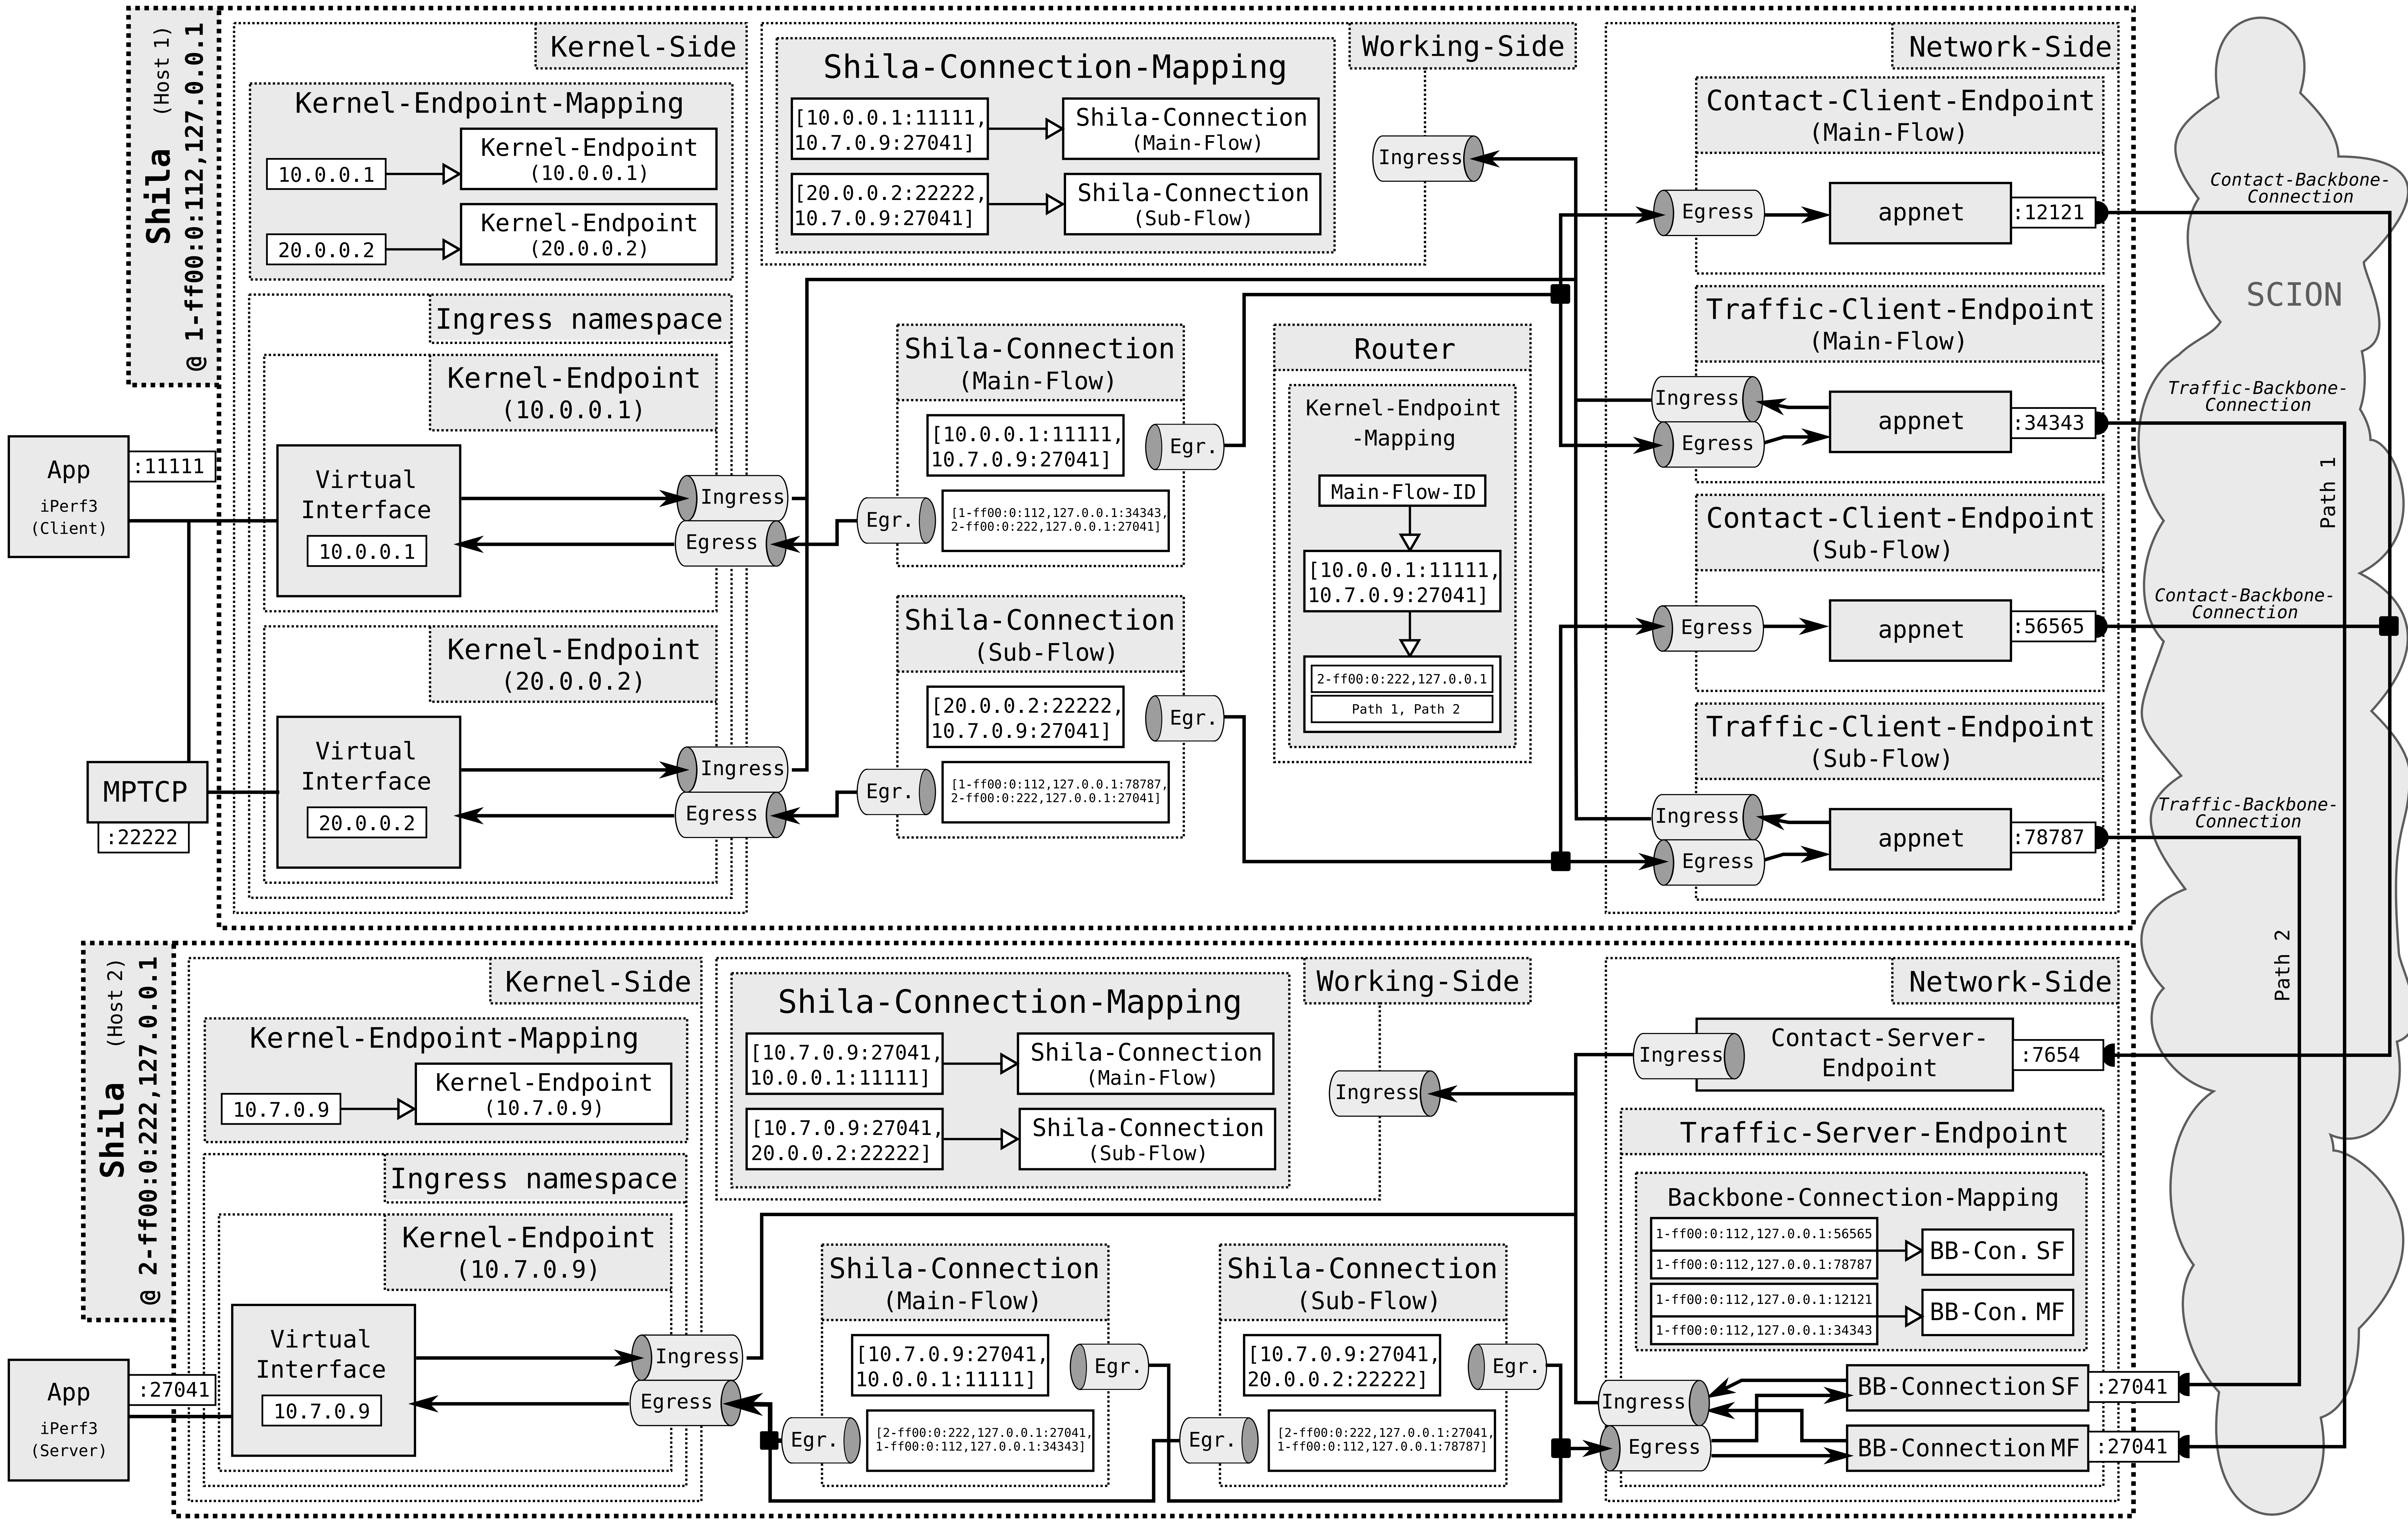 Shila (Host 1)
@ 1-ff00:0:112,127.0.0.1
Kernel-Side
Kernel-Endpoint-Mapping
10.0.0.1
Kernel-Endpoint
(10.0.0.1)
20.0.0.2
Kernel-Endpoint
(20.0.0.2)
Ingress namespace
Kernel-Endpoint
(10.0.0.1)
Virtual
Interface
10.0.0.1
Ingress
Egress
Kernel-Endpoint
(20.0.0.2)
Virtual
Interface
20.0.0.2
Ingress
Egress
App
iPerf3
(Client)
:11111
MPTCP
:22222
Working-Side
Shila-Connection-Mapping
[10.0.0.1:11111,
10.7.0.9:27041]
Shila-Connection
(Main-Flow)
[20.0.0.2:22222,
10.7.0.9:27041]
Shila-Connection
(Sub-Flow)
Ingress
Shila-Connection
(Main-Flow)
[10.0.0.1:11111,
10.7.0.9:27041]
Egr.
Egr.
[1-ff00:0:112,127.0.0.1:34343,
2-ff00:0:222,127.0.0.1:27041]
Shila-Connection
(Sub-Flow)
[20.0.0.2:22222,
10.7.0.9:27041]
Egr.
Egr.
[1-ff00:0:112,127.0.0.1:78787,
2-ff00:0:222,127.0.0.1:27041]
Router
Kernel-Endpoint
-Mapping
Main-Flow-ID
[10.0.0.1:11111,
10.7.0.9:27041]
2-ff00:0:222,127.0.0.1
Path 1, Path 2
Network-Side
Contact-Client-Endpoint
(Main-Flow)
Egress
appnet
:12121
Traffic-Client-Endpoint
(Main-Flow)
Ingress
Egress
appnet
:34343
Contact-Client-Endpoint
(Sub-Flow)
Egress
appnet
:56565
Traffic-Client-Endpoint
(Sub-Flow)
Ingress
Egress
appnet
:78787
Contact-Backbone-
Connection
SCION
Traffic-Backbone-
Connection
Path 1
Contact-Backbone-
Connection
Traffic-Backbone-
Connection
Path 2
Shila (Host 2)
@ 2-ff00:0:222,127.0.0.1
Kernel-Side
Kernel-Endpoint-Mapping
10.7.0.9
Kernel-Endpoint
(10.7.0.9)
Ingress namespace
Kernel-Endpoint
(10.7.0.9)
Virtual
Interface
10.7.0.9
Ingress
Egress
App
iPerf3
(Server)
:27041
Working-Side
Shila-Connection-Mapping
[10.7.0.9:27041,
10.0.0.1:11111]
Shila-Connection
(Main-Flow)
[10.7.0.9:27041,
20.0.0.2:22222]
Shila-Connection
(Sub-Flow)
Ingress
Shila-Connection
(Main-Flow)
[10.7.0.9:27041,
10.0.0.1:11111]
Egr.
Egr.
[2-ff00:0:222,127.0.0.1:27041,
1-ff00:0:112,127.0.0.1:34343]
Shila-Connection
(Sub-Flow)
[10.7.0.9:27041,
20.0.0.2:22222]
Egr.
Egr.
[2-ff00:0:222,127.0.0.1:27041,
1-ff00:0:112,127.0.0.1:78787]
Network-Side
Ingress
Contact-Server-
Endpoint
:7654
Traffic-Server-Endpoint
Backbone-Connection-Mapping
1-ff00:0:112,127.0.0.1:56565
1-ff00:0:112,127.0.0.1:78787
BB-Con. SF
1-ff00:0:112,127.0.0.1:12121
1-ff00:0:112,127.0.0.1:34343
BB-Con. MF
Ingress
Egress
BB-Connection SF
:27041
BB-Connection MF
:27041